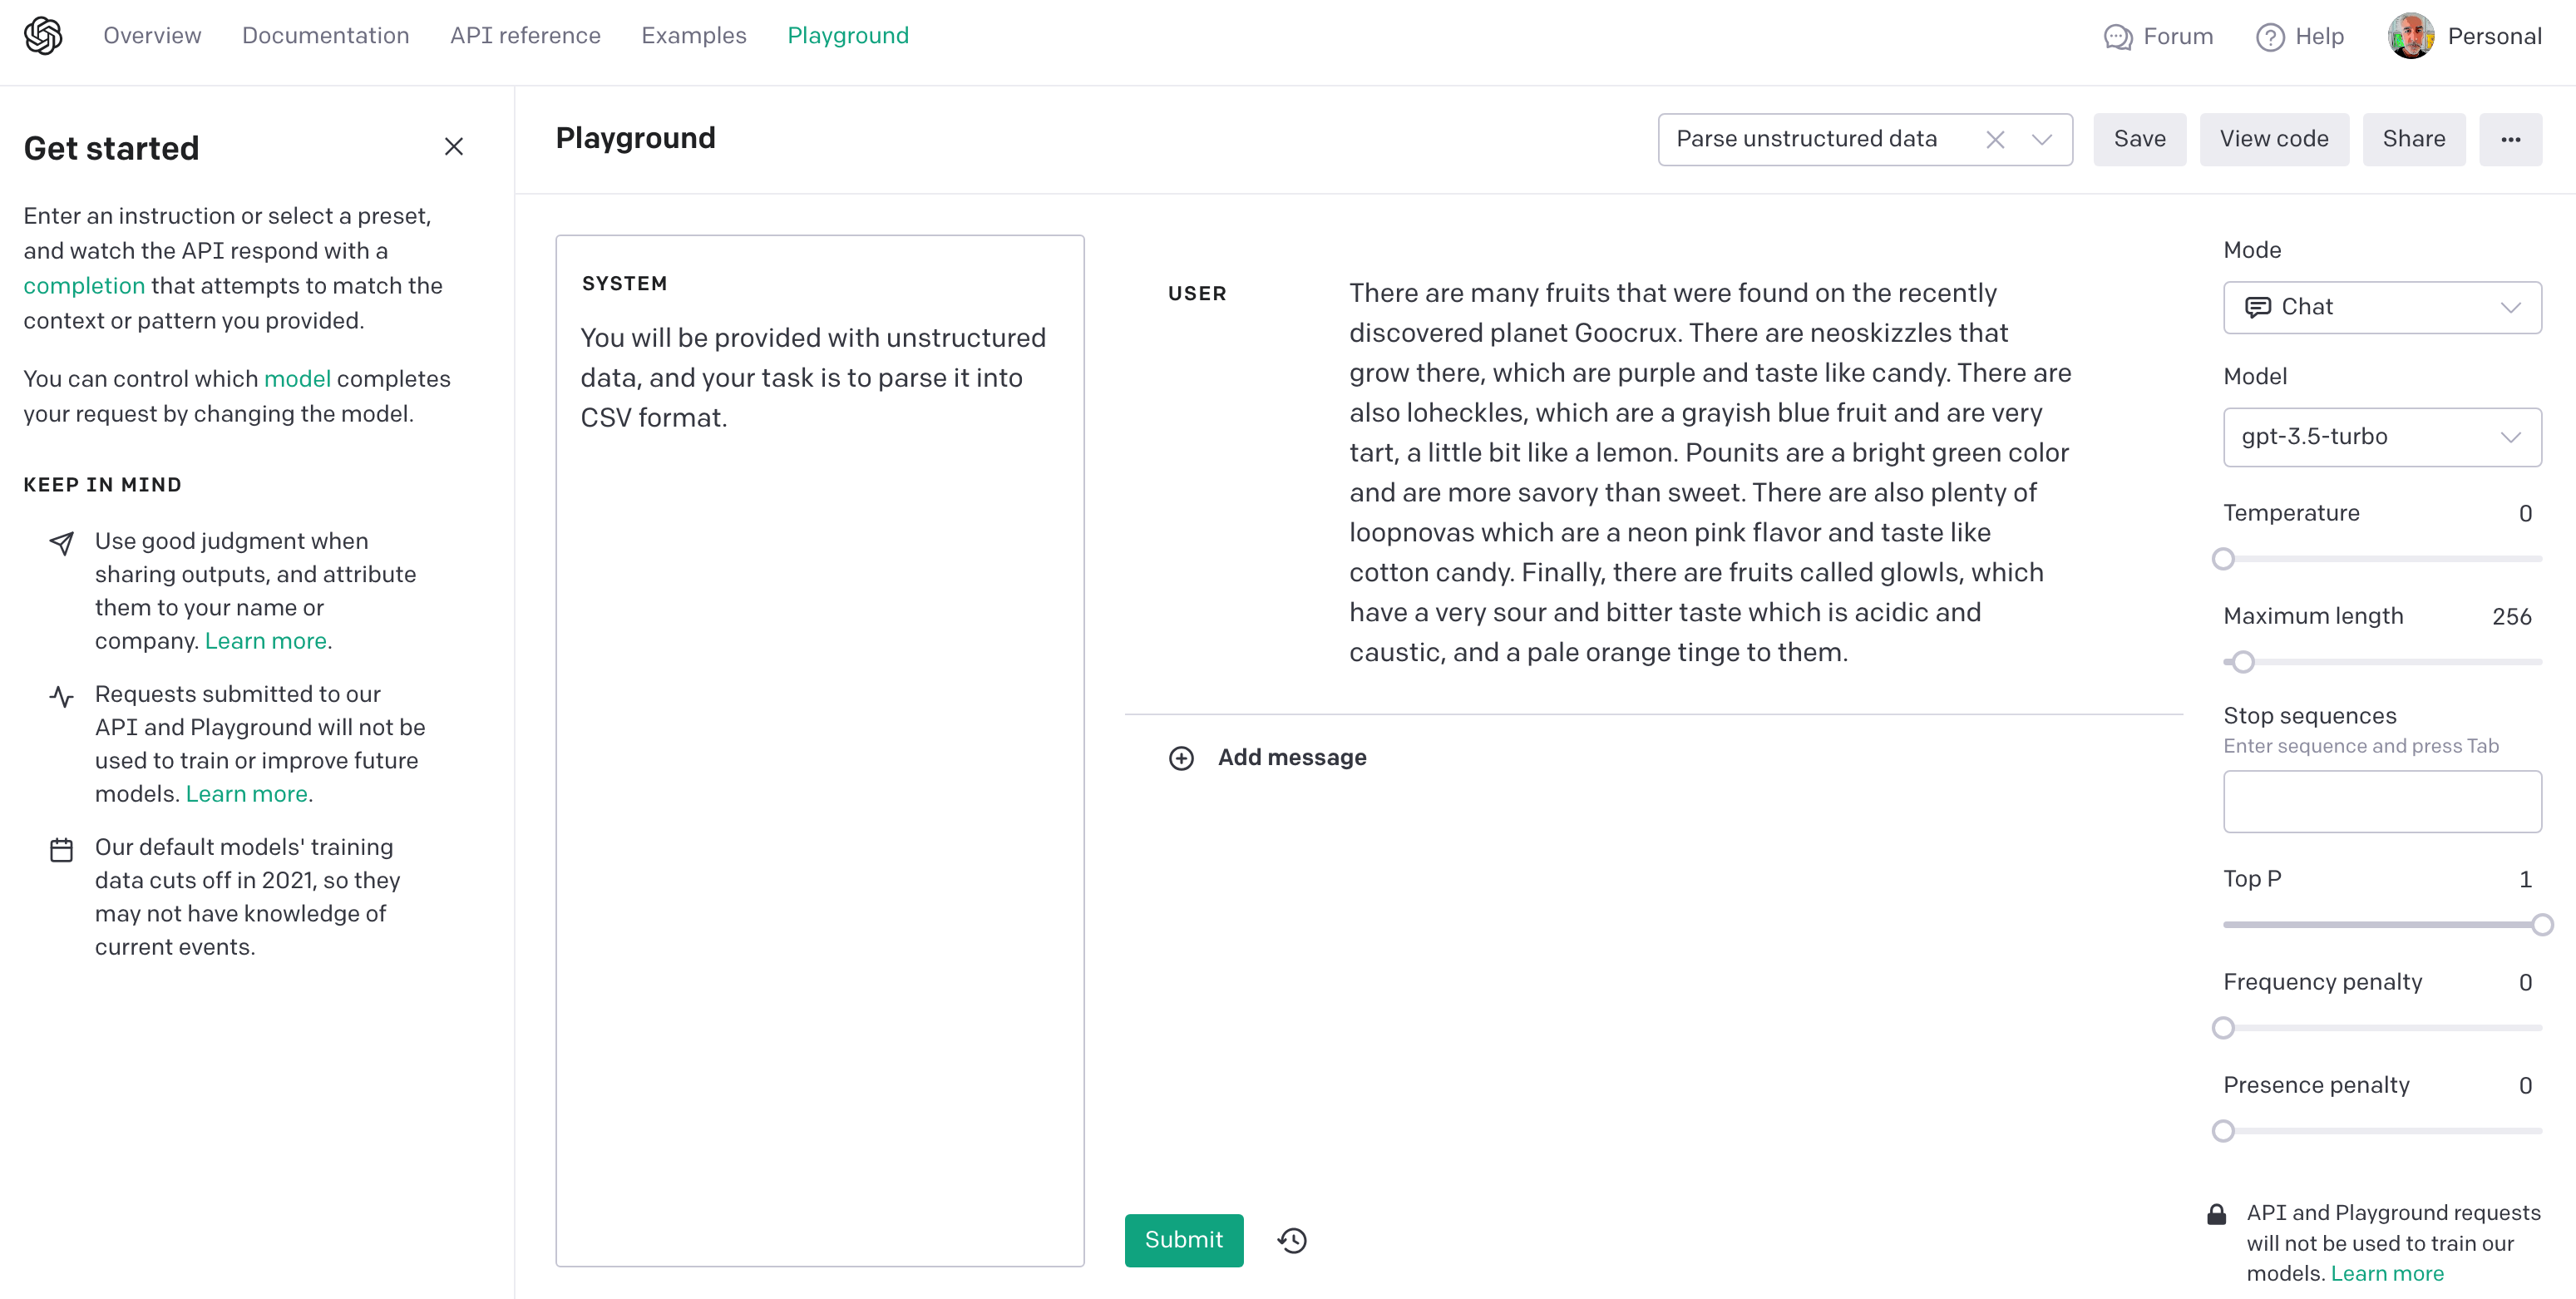 Overview
Documentation
API reference
Examples
Playground
Forum
Help
Personal
Get started
Enter an instruction or select a preset,
and watch the API respond with a
completion that attempts to match the
context or pattern you provided.
You can control which model completes
your request by changing the model.
KEEP IN MIND
Use good judgment when
sharing outputs, and attribute
them to your name or
company. Learn more.
Requests submitted to our
API and Playground will not be
used to train or improve future
models. Learn more.
Our default models' training
data cuts off in 2021, so they
may not have knowledge of
current events.
Playground
Parse unstructured data
Save
View code
Share
SYSTEM
You will be provided with unstructured
data, and your task is to parse it into
CSV format.
USER
There are many fruits that were found on the recently
discovered planet Goocrux. There are neoskizzles that
grow there, which are purple and taste like candy. There are
also loheckles, which are a grayish blue fruit and are very
tart, a little bit like a lemon. Pounits are a bright green color
and are more savory than sweet. There are also plenty of
loopnovas which are a neon pink flavor and taste like
cotton candy. Finally, there are fruits called glowls, which
have a very sour and bitter taste which is acidic and
caustic, and a pale orange tinge to them.
Add message
Submit
Mode
Chat
Model
gpt-3.5-turbo
Temperature 0
Maximum length 256
Stop sequences
Enter sequence and press Tab
Top P 1
Frequency penalty 0
Presence penalty 0
API and Playground requests
will not be used to train our
models. Learn more